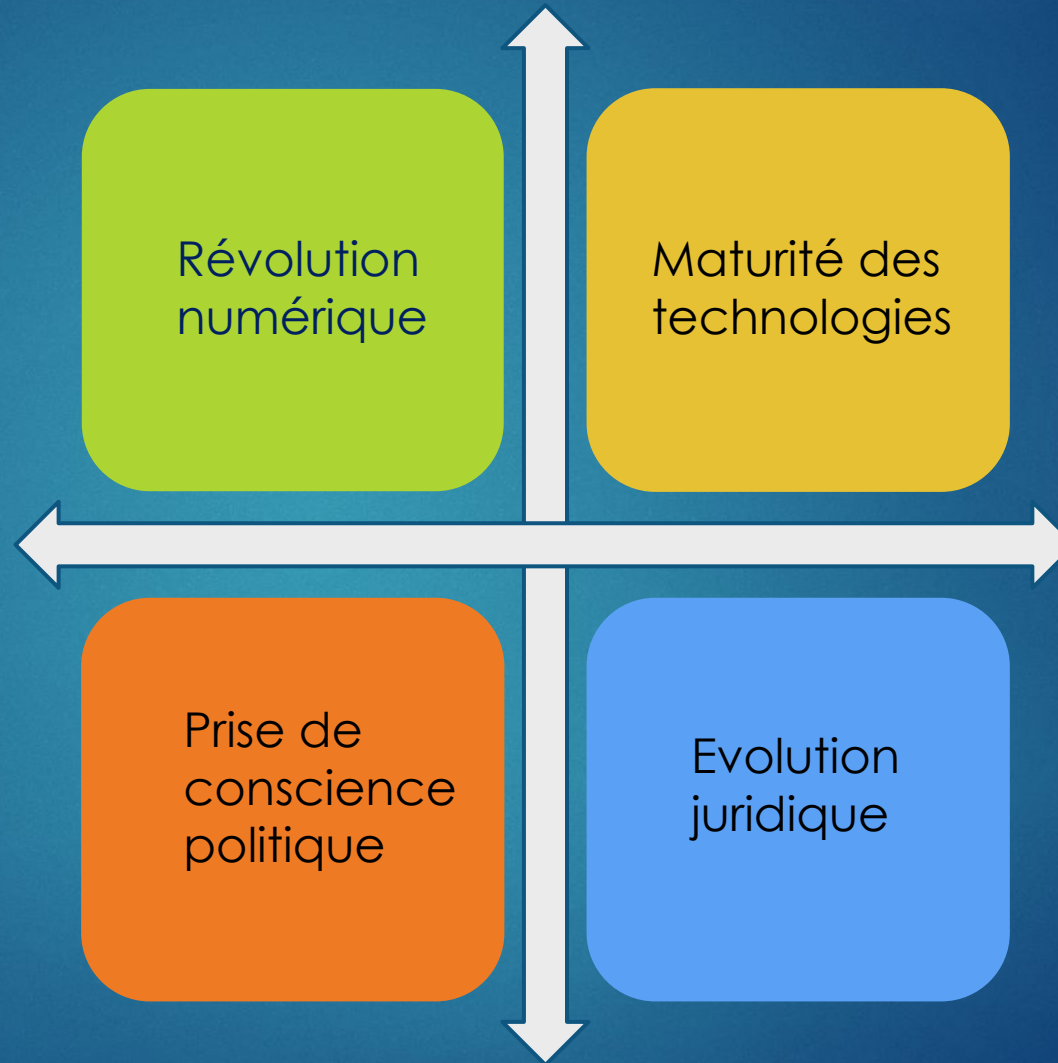 Révolution
numérique
Maturité des
technologies
Prise de
conscience
politique
Evolution
juridique